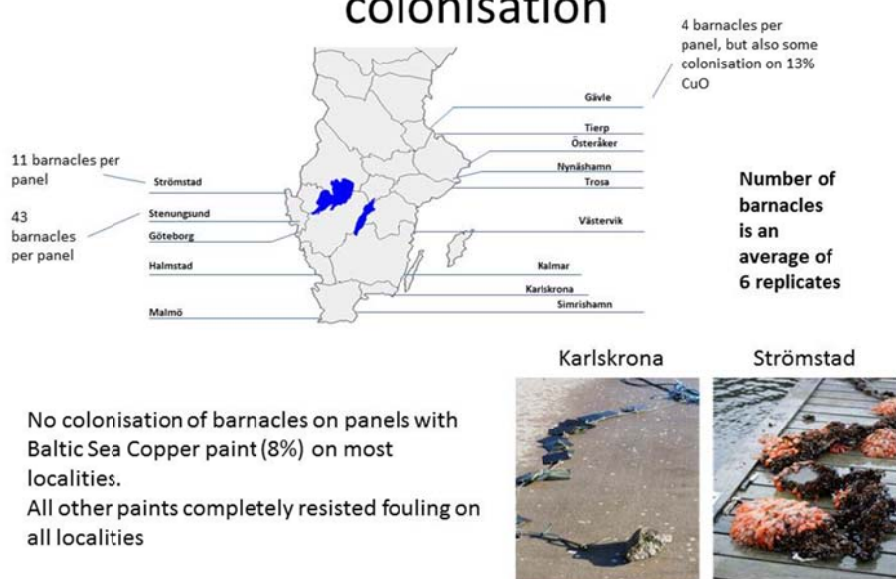 colonisation
4 barnacles per
panel, but also some
colonisation on 13%
CuO
Gävle
Tierp
Österåker
Nynäshamn
Trosa
Västervik
Kalmar
Karlskrona
Simrishamn
11 barnacles per
panel
43
barnacles
per panel
Strömstad
Stenungsund
Göteborg
Halmstad
Malmö
Number of
barnacles
is an
average of
6 replicates
Karlskrona
Strömstad
No colonisation of barnacles on panels with
Baltic Sea Copper paint (8%) on most
localities.
All other paints completely resisted fouling on
all localities